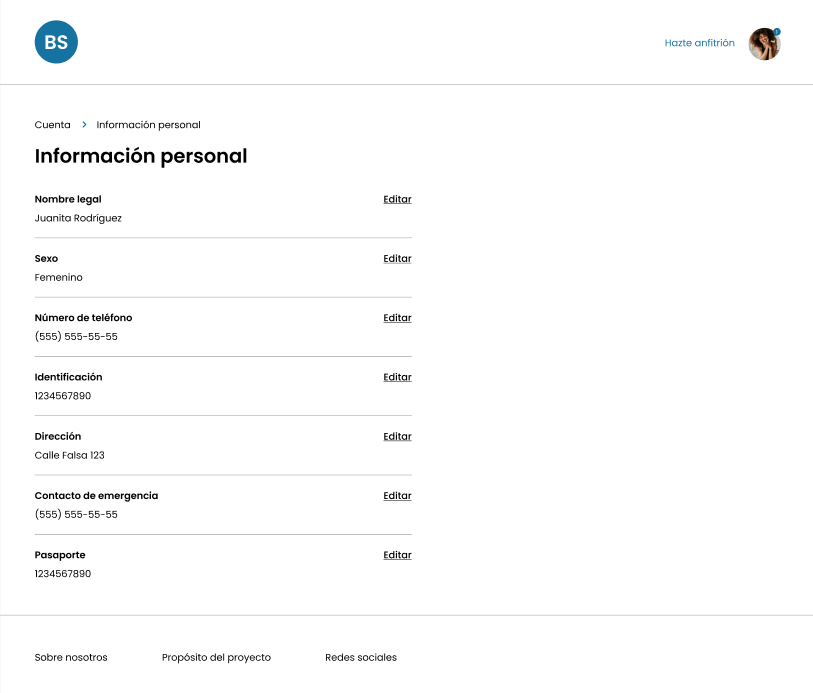 BS
Hazte anfitrión
Cuenta > Información personal
Información personal
Nombre legal Editar
Juanita Rodríguez
Sexo Editar
Femenino
Número de teléfono Editar
(555) 555-55-55
Identificación Editar
1234567890
Dirección Editar
Calle Falsa 123
Contacto de emergencia Editar
(555) 555-55-55
Pasaporte Editar
1234567890
Sobre nosotros Propósito del proyecto Redes sociales